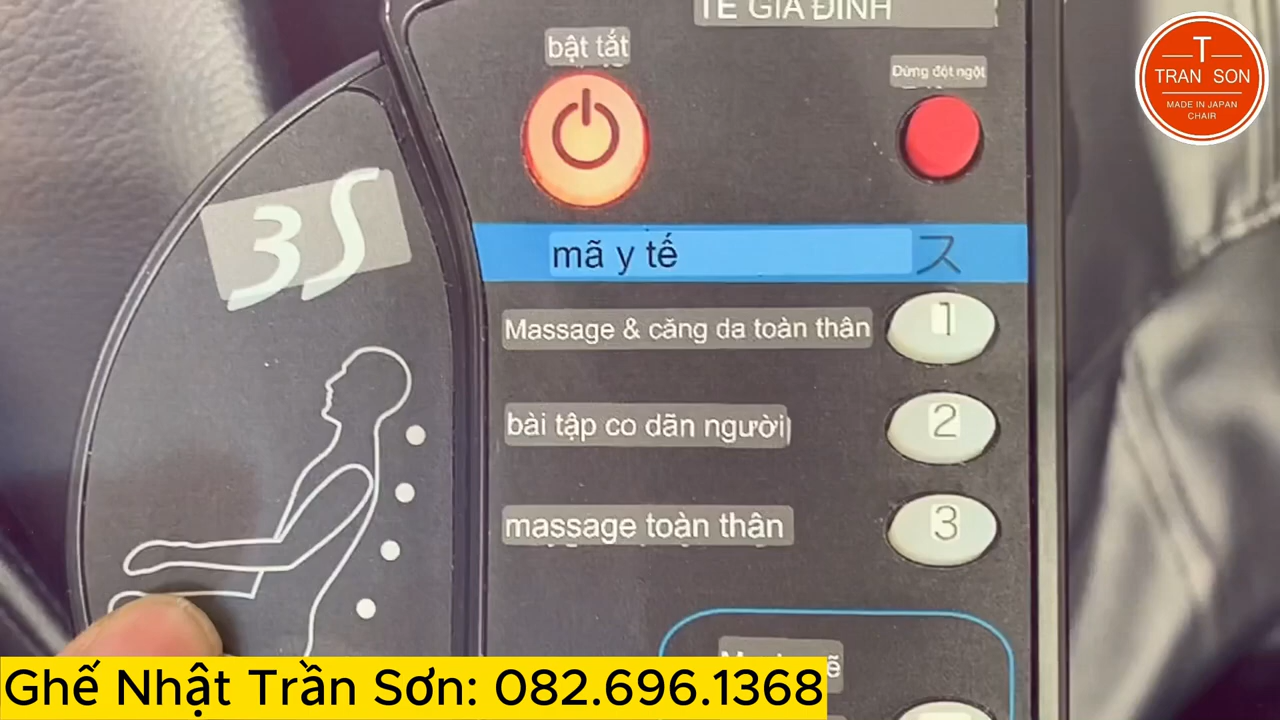 TẾ GIA ĐÌNH
bật tắt
Dừng đột ngột
T
TRAN SON
MADE IN JAPAN
CHAIR
3S
mã y tế ス
Massage & căng da toàn thân 1
bài tập co dãn người 2
massage toàn thân 3
Ghế Nhật Trần Sơn: 082.696.1368